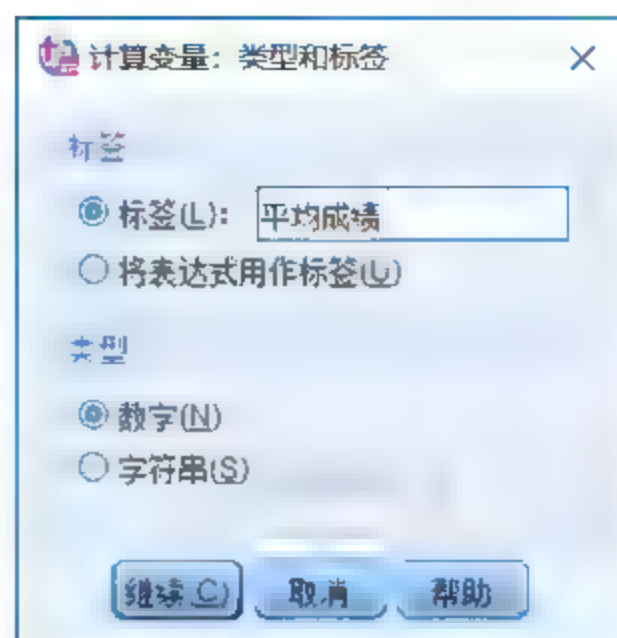 计算变量：类型和标签
标签
标签(L)： 平均成绩
将表达式用作标签(U)
类型
数字(N)
字符串(S)
继续(C) 取消 帮助